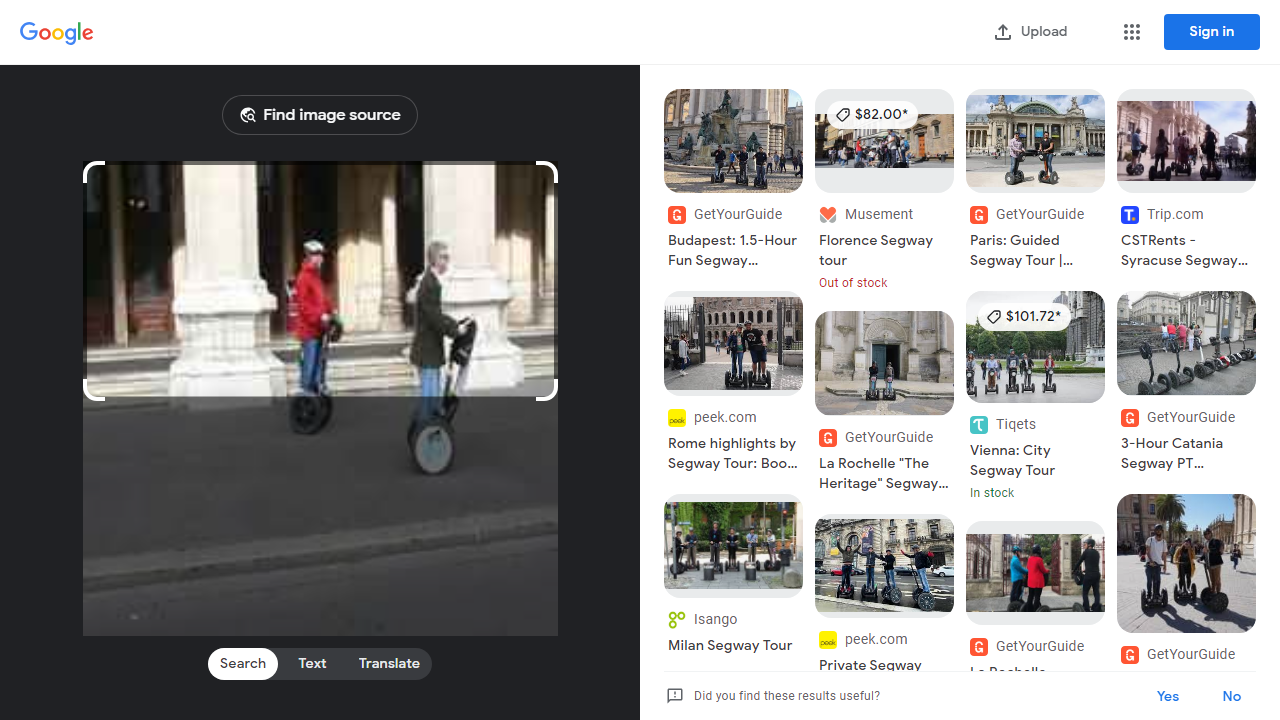 Google
Upload
Sign in
Find image source
Search
Text
Translate
GetYourGuide
Budapest: 1.5-Hour
Fun Segway...
$82.00*
Musement
Florence Segway
tour
Out of stock
GetYourGuide
Paris: Guided
Segway Tour |...
Trip.com
CSTRents -
Syracuse Segway...
peek.com
Rome highlights by
Segway Tour: Boo...
GetYourGuide
La Rochelle "The
Heritage" Segway...
$101.72*
Tiqets
Vienna: City
Segway Tour
In stock
GetYourGuide
3-Hour Catania
Segway PT...
Isango
Milan Segway Tour
peek.com
Private Segway
GetYourGuide
La Rochelle
GetYourGuide
Did you find these results useful?
Yes
No